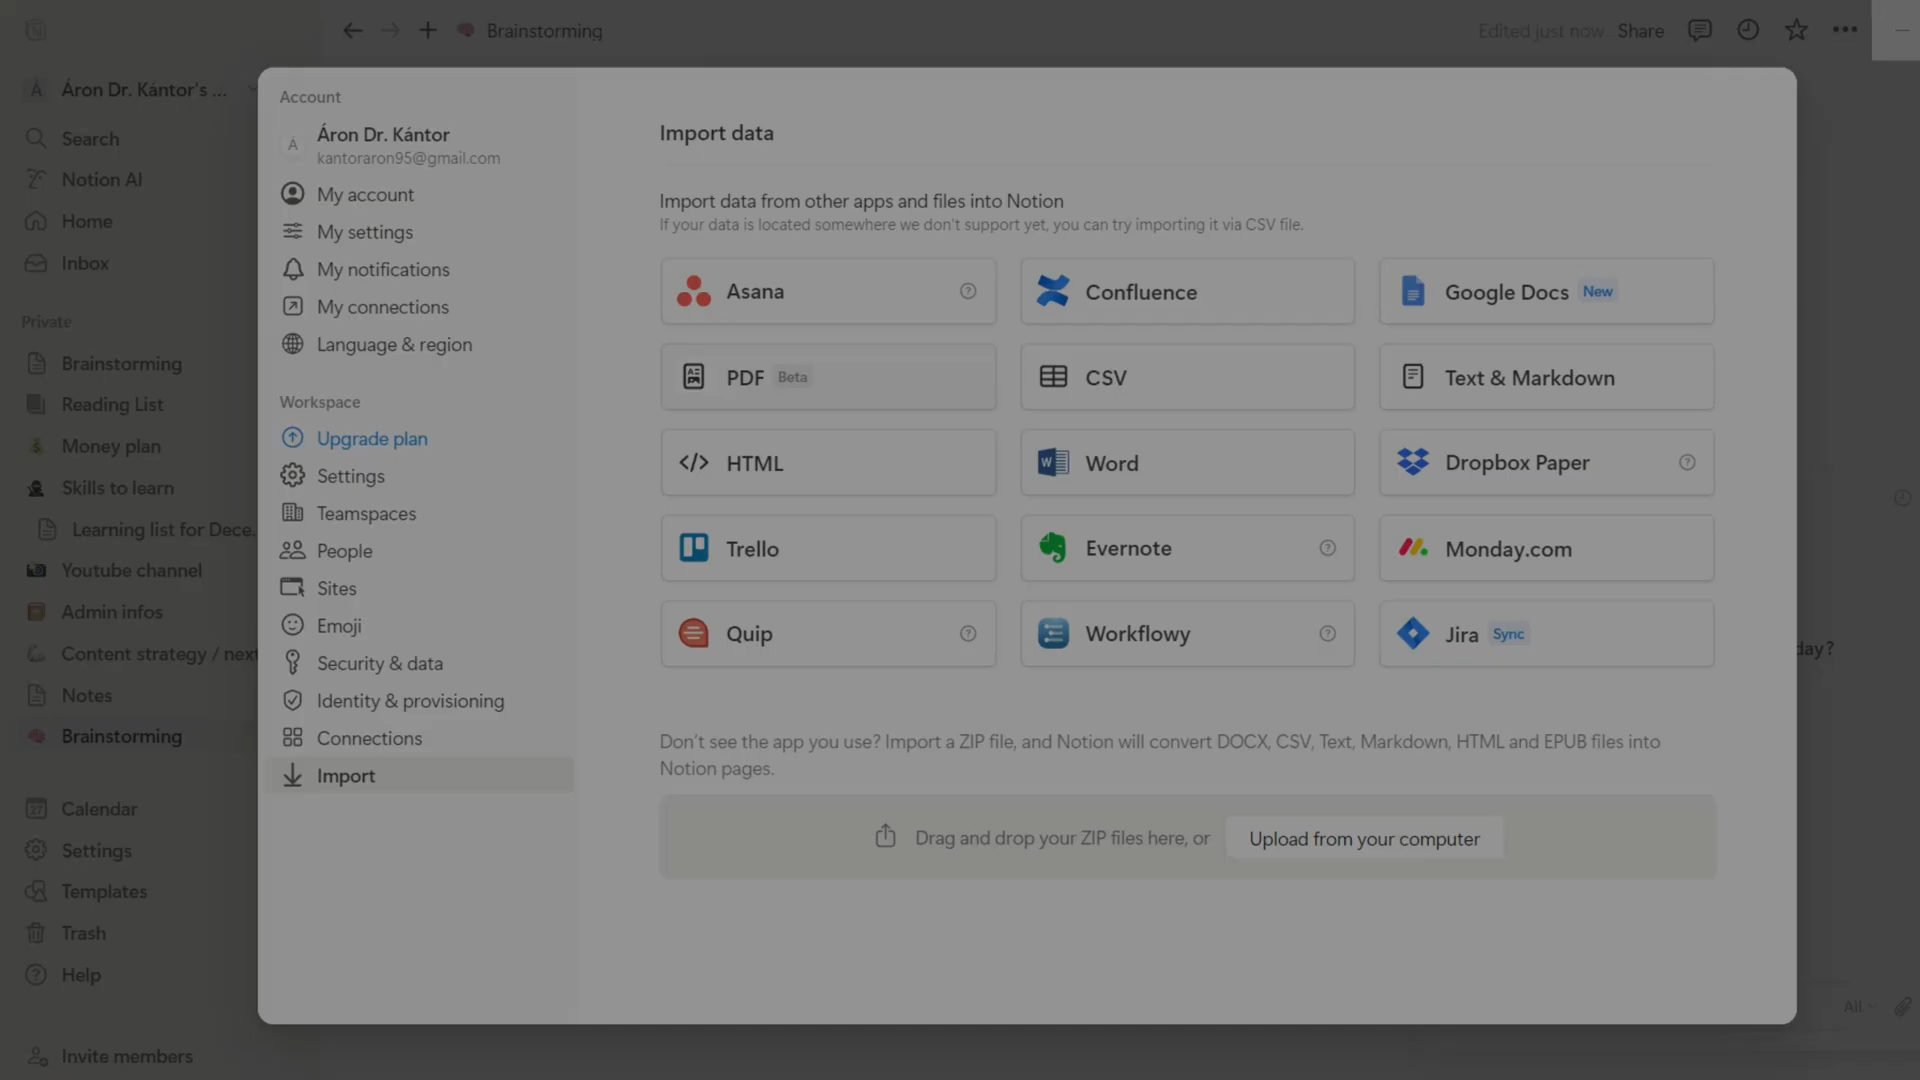 Brainstorming
Edited just now
Share
Á
Áron Dr. Kántor's ...
Search
Notion AI
Home
Inbox
Private
Brainstorming
Reading List
Money plan
Skills to learn
Learning list for Dece.
Youtube channel
Admin infos
Content strategy / next
Notes
Brainstorming
27
Calendar
Settings
Templates
Trash
Help
Invite members
Account
Á
Áron Dr. Kántor
kantoraron95@gmail.com
My account
My settings
My notifications
My connections
Language & region
Workspace
Upgrade plan
Settings
Teamspaces
People
Sites
Emoji
Security & data
Identity & provisioning
Connections
Import
Import data
Import data from other apps and files into Notion
If your data is located somewhere we don't support yet, you can try importing it via CSV file.
Asana
Confluence
Google Docs New
PDF Beta
CSV
Text & Markdown
HTML
Word
Dropbox Paper
Trello
Evernote
Monday.com
Quip
Workflowy
Jira Sync
Don't see the app you use? Import a ZIP file, and Notion will convert DOCX, CSV, Text, Markdown, HTML and EPUB files into
Notion pages.
Drag and drop your ZIP files here, or
Upload from your computer
day?
All